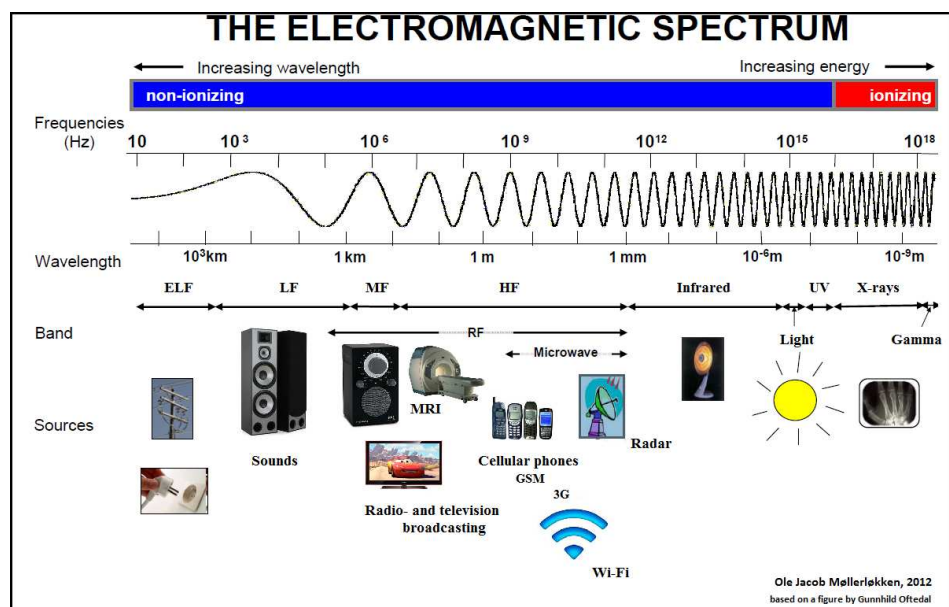 THE ELECTROMAGNETIC SPECTRUM
Increasing wavelength
Increasing energy
non-ionizing
ionizing
Frequencies
(Hz)
10 10³ 10⁶ 10⁹ 10¹² 10¹⁵ 10¹⁸
Wavelength
10³km 1 km 1 m 1 mm 10⁻⁶m 10⁻⁹m
ELF LF MF HF Infrared UV X-rays
Band
RF
Light
Gamma
Microwave
Sources
MRI
Radar
Sounds
Cellular phones
GSM
Radio- and television
broadcasting
3G
Wi-Fi
Ole Jacob Møllerløkken, 2012
based on a figure by Gunnhild Oftedal